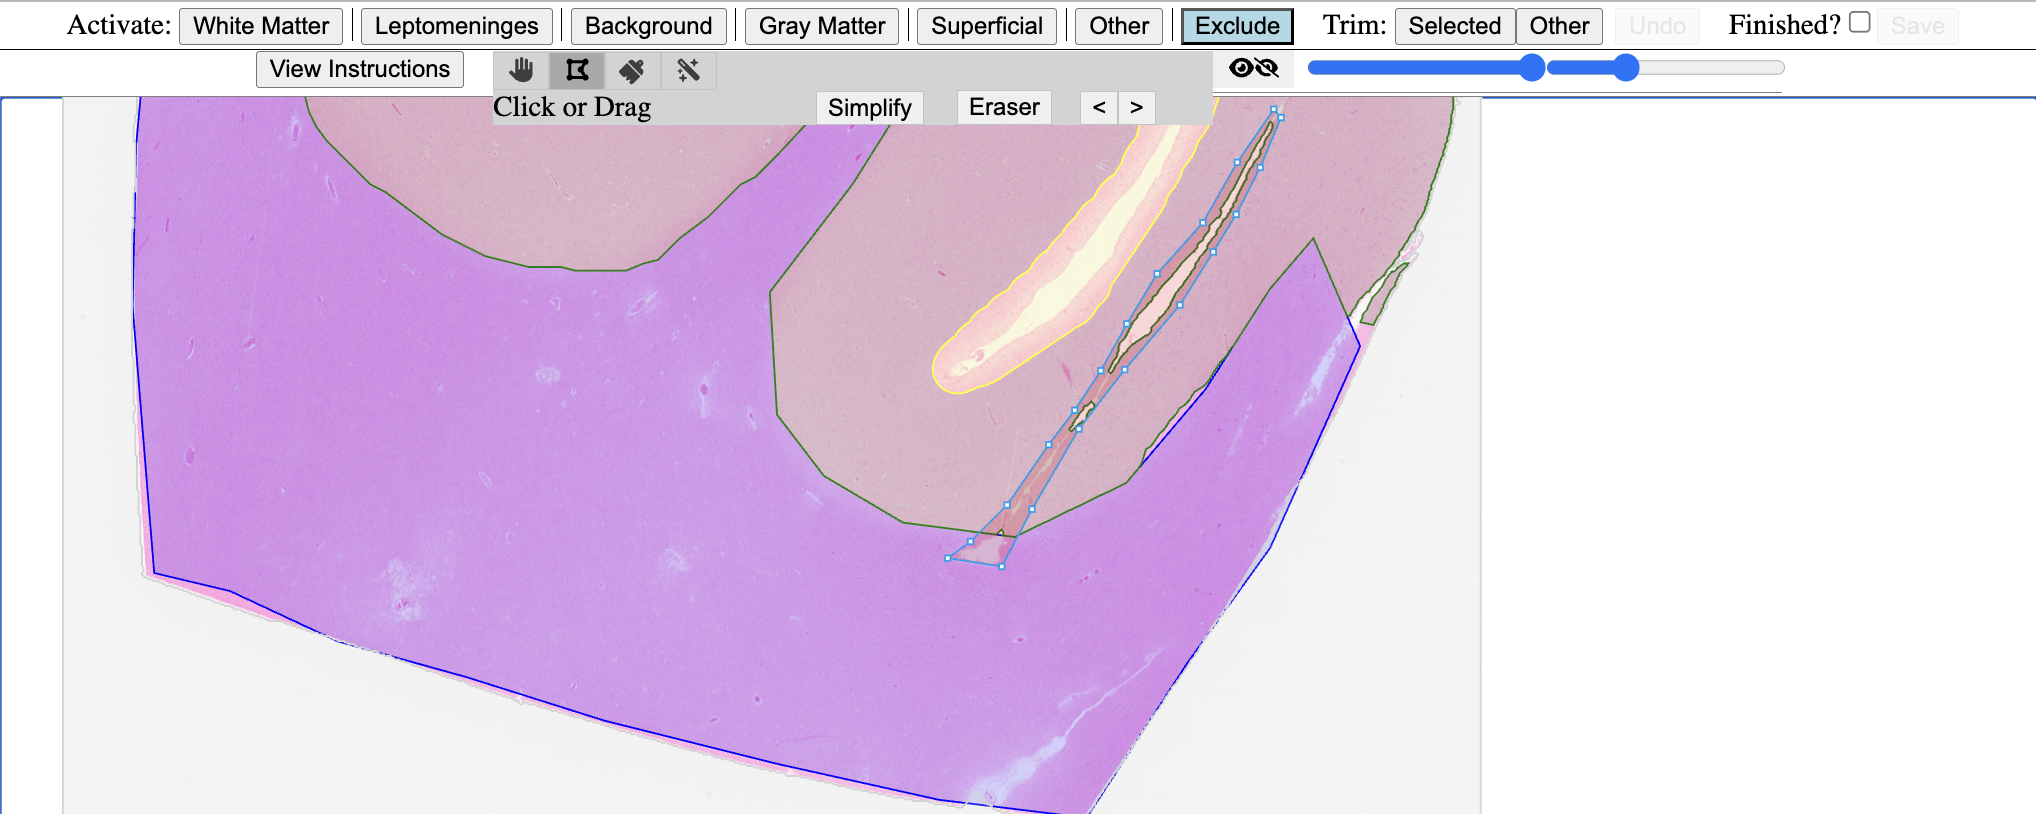 Activate: White Matter Leptomeninges Background Gray Matter Superficial Other Exclude Trim: Selected Other Undo Finished? Save
View Instructions
Click or Drag Simplify Eraser < >